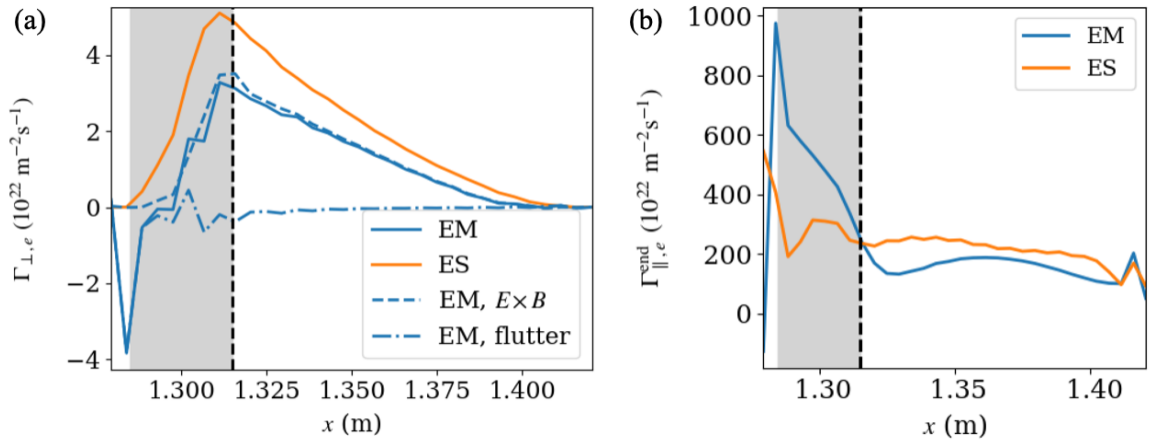 (a)
4
2
0
−2
−4
Γ⊥,e (10²² m⁻²s⁻¹)
EM
ES
EM, E×B
EM, flutter
1.300 1.325 1.350 1.375 1.400
x (m)
(b)
1000
800
600
400
200
0
Γ∥,e^end (10²² m⁻²s⁻¹)
EM
ES
1.30 1.35 1.40
x (m)